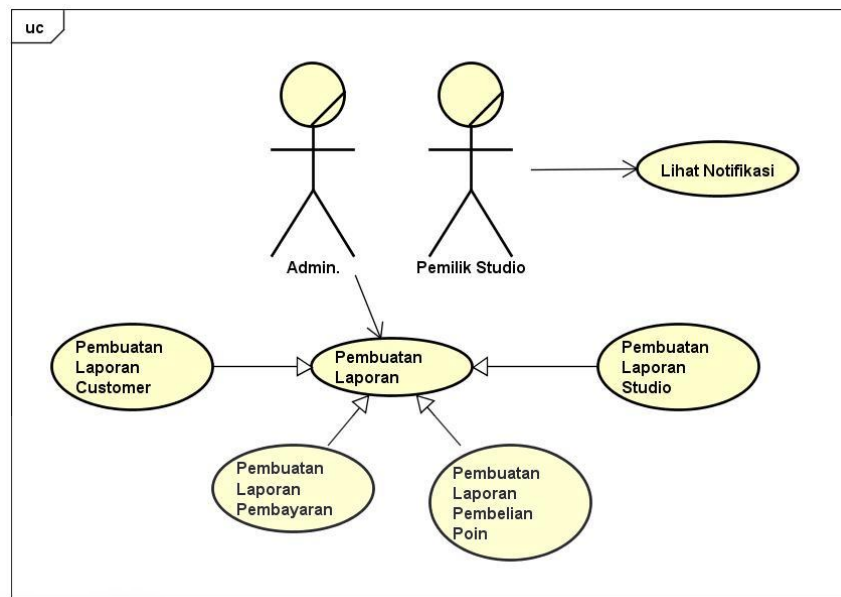 uc
Lihat Notifikasi
Admin.
Pemilik Studio
Pembuatan
Laporan
Customer
Pembuatan
Laporan
Pembuatan
Laporan
Studio
Pembuatan
Laporan
Pembayaran
Pembuatan
Laporan
Pembelian
Poin